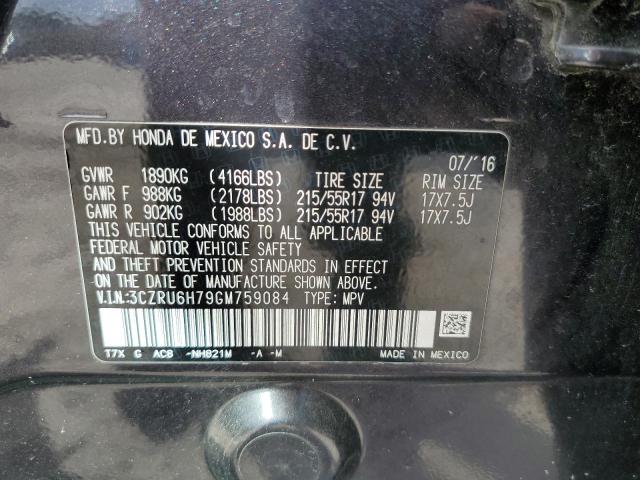 MFD. BY HONDA DE MEXICO S.A. DE C.V.
07/'16
GVWR 1890KG (4166LBS) TIRE SIZE RIM SIZE
GAWR F 988KG (2178LBS) 215/55R17 94V 17X7.5J
GAWR R 902KG (1988LBS) 215/55R17 94V 17X7.5J
THIS VEHICLE CONFORMS TO ALL APPLICABLE
FEDERAL MOTOR VEHICLE SAFETY
AND THEFT PREVENTION STANDARDS IN EFFECT
ON THE DATE OF MANUFACTURE SHOWN ABOVE.
V.I.N.:3CZRU6H79GM759084 TYPE: MPV
T7X G AC8 -NH821M -A -M MADE IN MEXICO